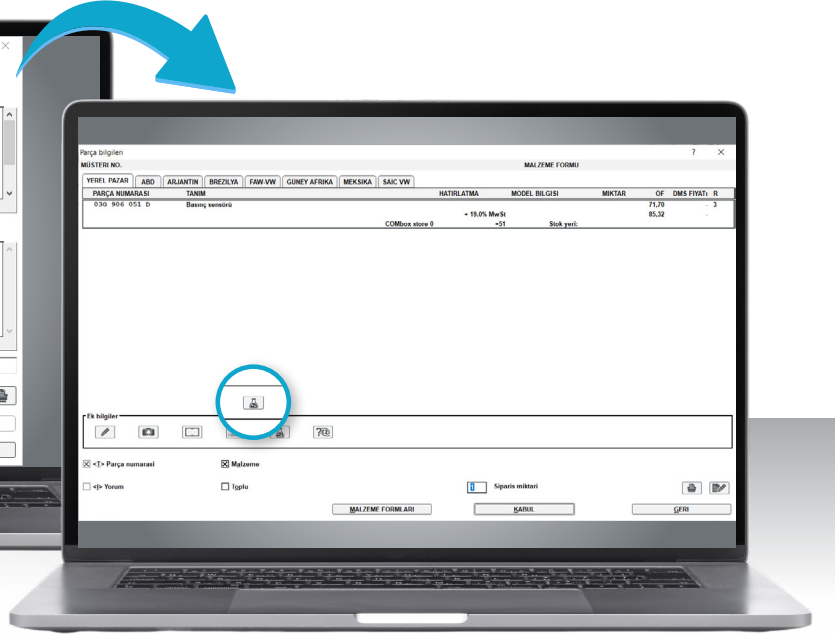 Parça bilgileri
MÜSTERI NO. MALZEME FORMU
YEREL PAZAR ABD ARJANTIN BREZILYA FAW-VW GÜNEY AFRIKA MEKSIKA SAIC VW
PARÇA NUMARASI TANIM HATIRLATMA MODEL BILGISI MIKTAR OF DMS FIYATı R
03G 906 051 D Basınç sensörü 71,70 - 3
+ 19.0% MwSt 85,32 -
COMbox store 0 =51 Stok yeri:
Ek bilgiler
?@
<T> Parça numarasi Malzeme
<I> Yorum Toplu 1 Siparis miktari
MALZEME FORMLARI KABUL GERI